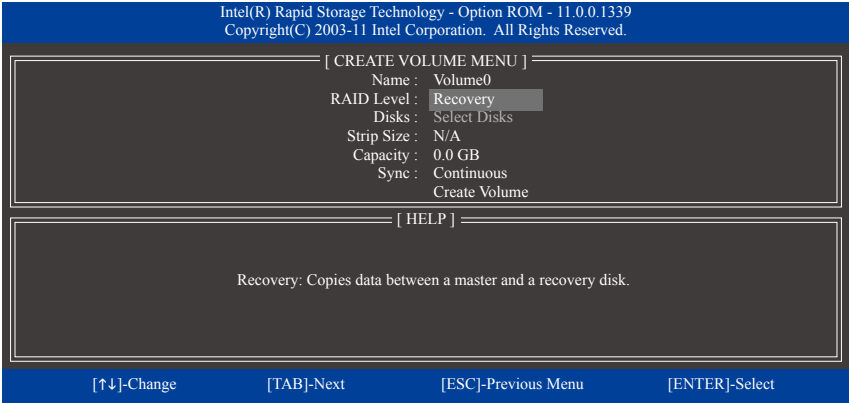 Intel(R) Rapid Storage Technology - Option ROM - 11.0.0.1339
Copyright(C) 2003-11 Intel Corporation. All Rights Reserved.
[ CREATE VOLUME MENU ]
Name : Volume0
RAID Level : Recovery
Disks : Select Disks
Strip Size : N/A
Capacity : 0.0 GB
Sync : Continuous
Create Volume
[ HELP ]
Recovery: Copies data between a master and a recovery disk.
[↑↓]-Change [TAB]-Next [ESC]-Previous Menu [ENTER]-Select